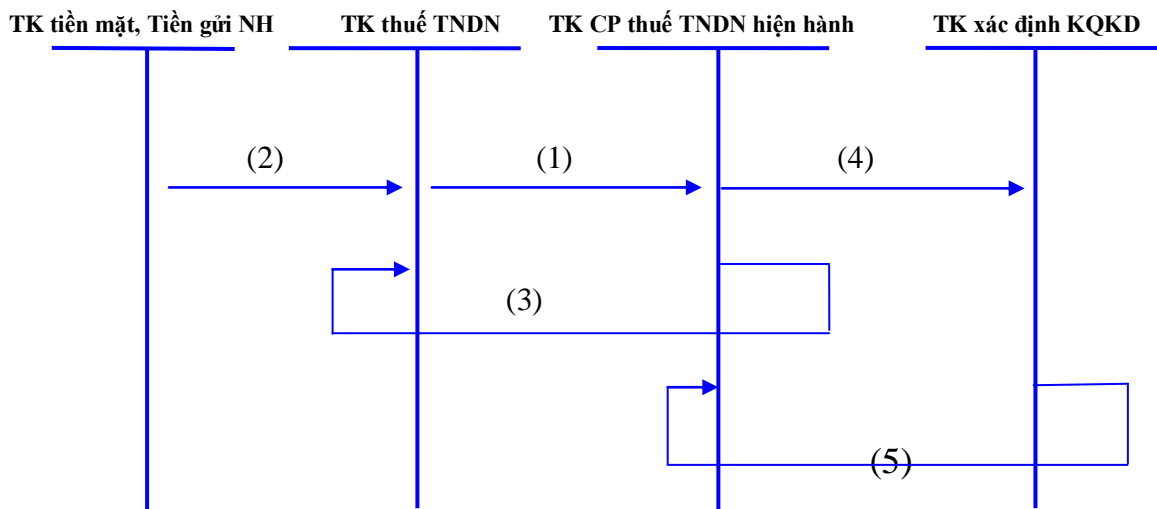 TK tiền mặt, Tiền gửi NH
TK thuế TNDN
TK CP thuế TNDN hiện hành
TK xác định KQKD
(2)
(1)
(4)
(3)
(5)